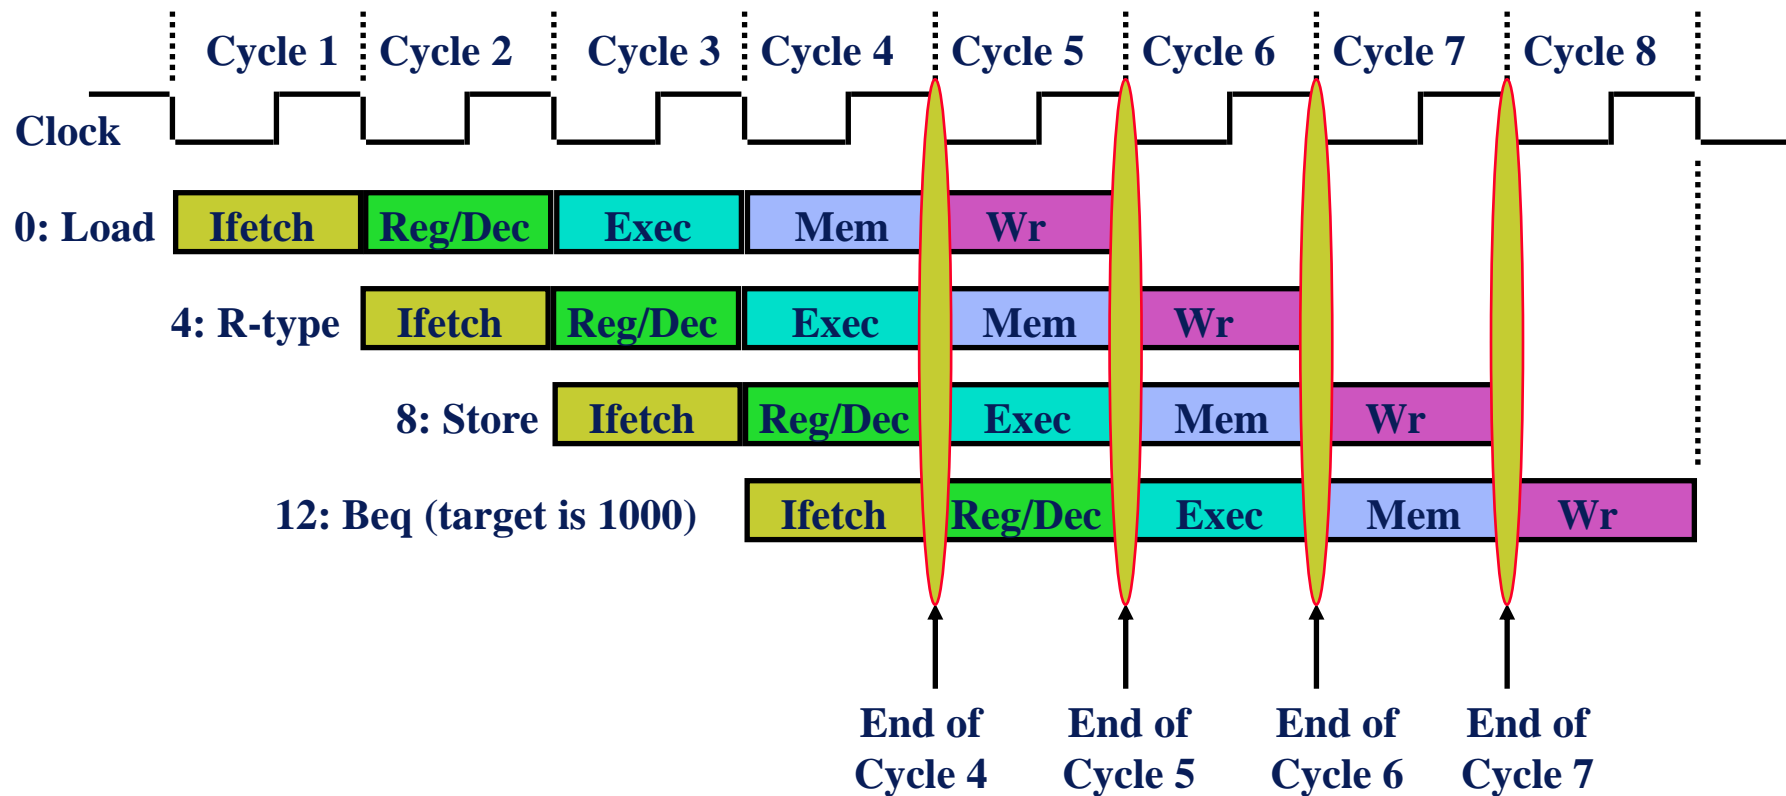 Cycle 1 Cycle 2 Cycle 3 Cycle 4 Cycle 5 Cycle 6 Cycle 7 Cycle 8
Clock
0: Load Ifetch Reg/Dec Exec Mem Wr
4: R-type Ifetch Reg/Dec Exec Mem Wr
8: Store Ifetch Reg/Dec Exec Mem Wr
12: Beq (target is 1000) Ifetch Reg/Dec Exec Mem Wr
End of End of End of End of
Cycle 4 Cycle 5 Cycle 6 Cycle 7